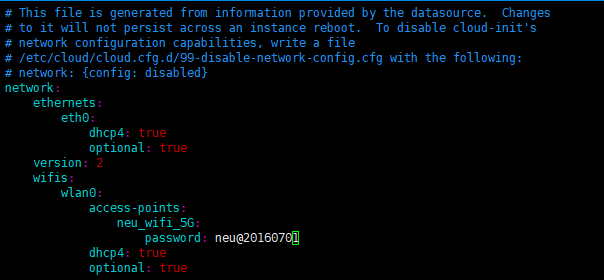 # This file is generated from information provided by the datasource.  Changes
# to it will not persist across an instance reboot.  To disable cloud-init's
# network configuration capabilities, write a file
# /etc/cloud/cloud.cfg.d/99-disable-network-config.cfg with the following:
# network: {config: disabled}
network:
    ethernets:
        eth0:
            dhcp4: true
            optional: true
    version: 2
    wifis:
        wlan0:
            access-points:
                neu_wifi_5G:
                    password: neu@20160701
            dhcp4: true
            optional: true